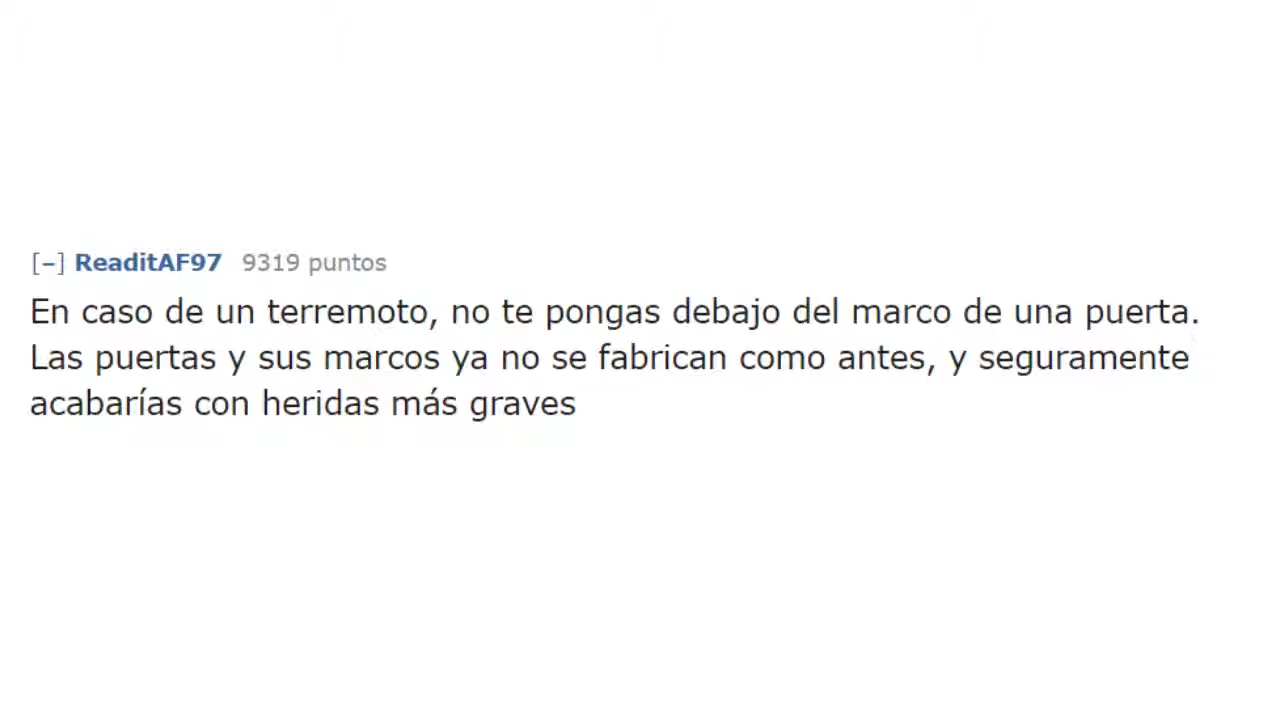 [–] ReaditAF97 9319 puntos
En caso de un terremoto, no te pongas debajo del marco de una puerta.
Las puertas y sus marcos ya no se fabrican como antes, y seguramente
acabarías con heridas más graves